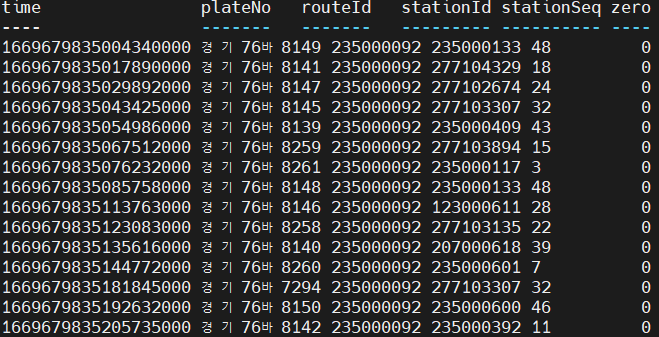 time plateNo routeId stationId stationSeq zero
---- ------- ------- --------- ---------- ----
1669679835004340000 경기76바8149 235000092 235000133 48 0
1669679835017890000 경기76바8141 235000092 277104329 18 0
1669679835029892000 경기76바8147 235000092 277102674 24 0
1669679835043425000 경기76바8145 235000092 277103307 32 0
1669679835054986000 경기76바8139 235000092 235000409 43 0
1669679835067512000 경기76바8259 235000092 277103894 15 0
1669679835076232000 경기76바8261 235000092 235000117 3 0
1669679835085758000 경기76바8148 235000092 235000133 48 0
1669679835113763000 경기76바8146 235000092 123000611 28 0
1669679835123083000 경기76바8258 235000092 277103135 22 0
1669679835135616000 경기76바8140 235000092 207000618 39 0
1669679835144772000 경기76바8260 235000092 235000601 7 0
1669679835181845000 경기76바7294 235000092 277103307 32 0
1669679835192632000 경기76바8150 235000092 235000600 46 0
1669679835205735000 경기76바8142 235000092 235000392 11 0